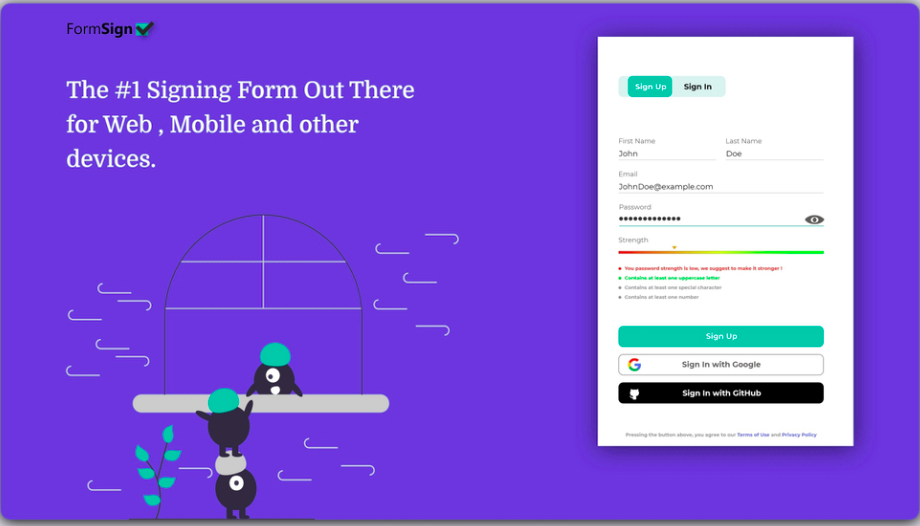 FormSign
The #1 Signing Form Out There
for Web , Mobile and other
devices.
Sign Up Sign In
First Name Last Name
John Doe
Email
JohnDoe@example.com
Password
Strength
You password strength is low, we suggest to make it stronger !
Contains at least one uppercase letter
Contains at least one special character
Contains at least one number
Sign Up
Sign In with Google
Sign In with GitHub
Pressing the button above, you agree to our Terms of Use and Privacy Policy